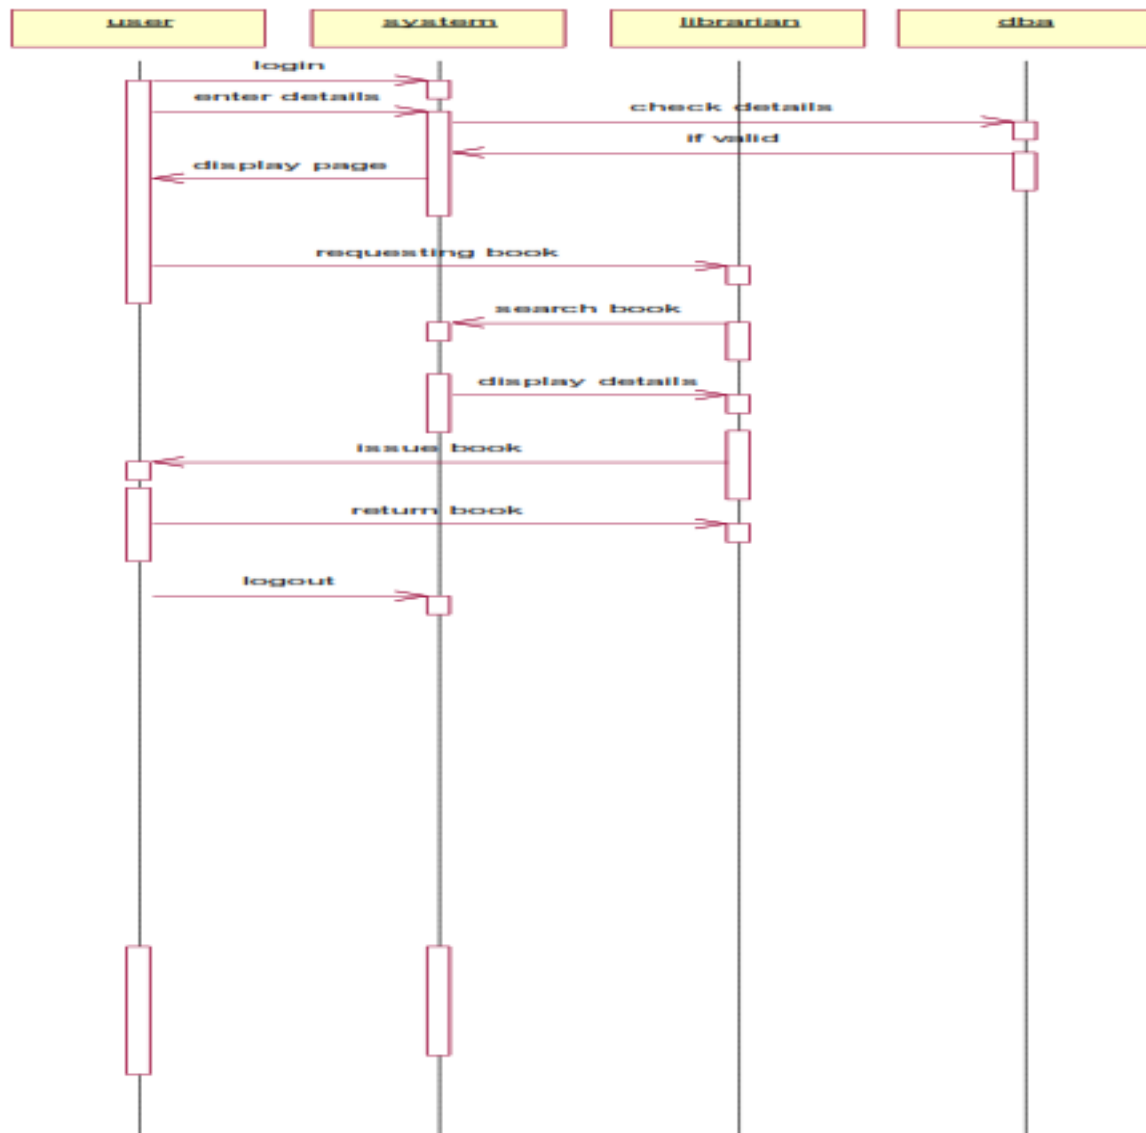 user
system
librarian
dba
login
enter details
check details
if valid
display page
requesting book
search book
display details
issue book
return book
logout